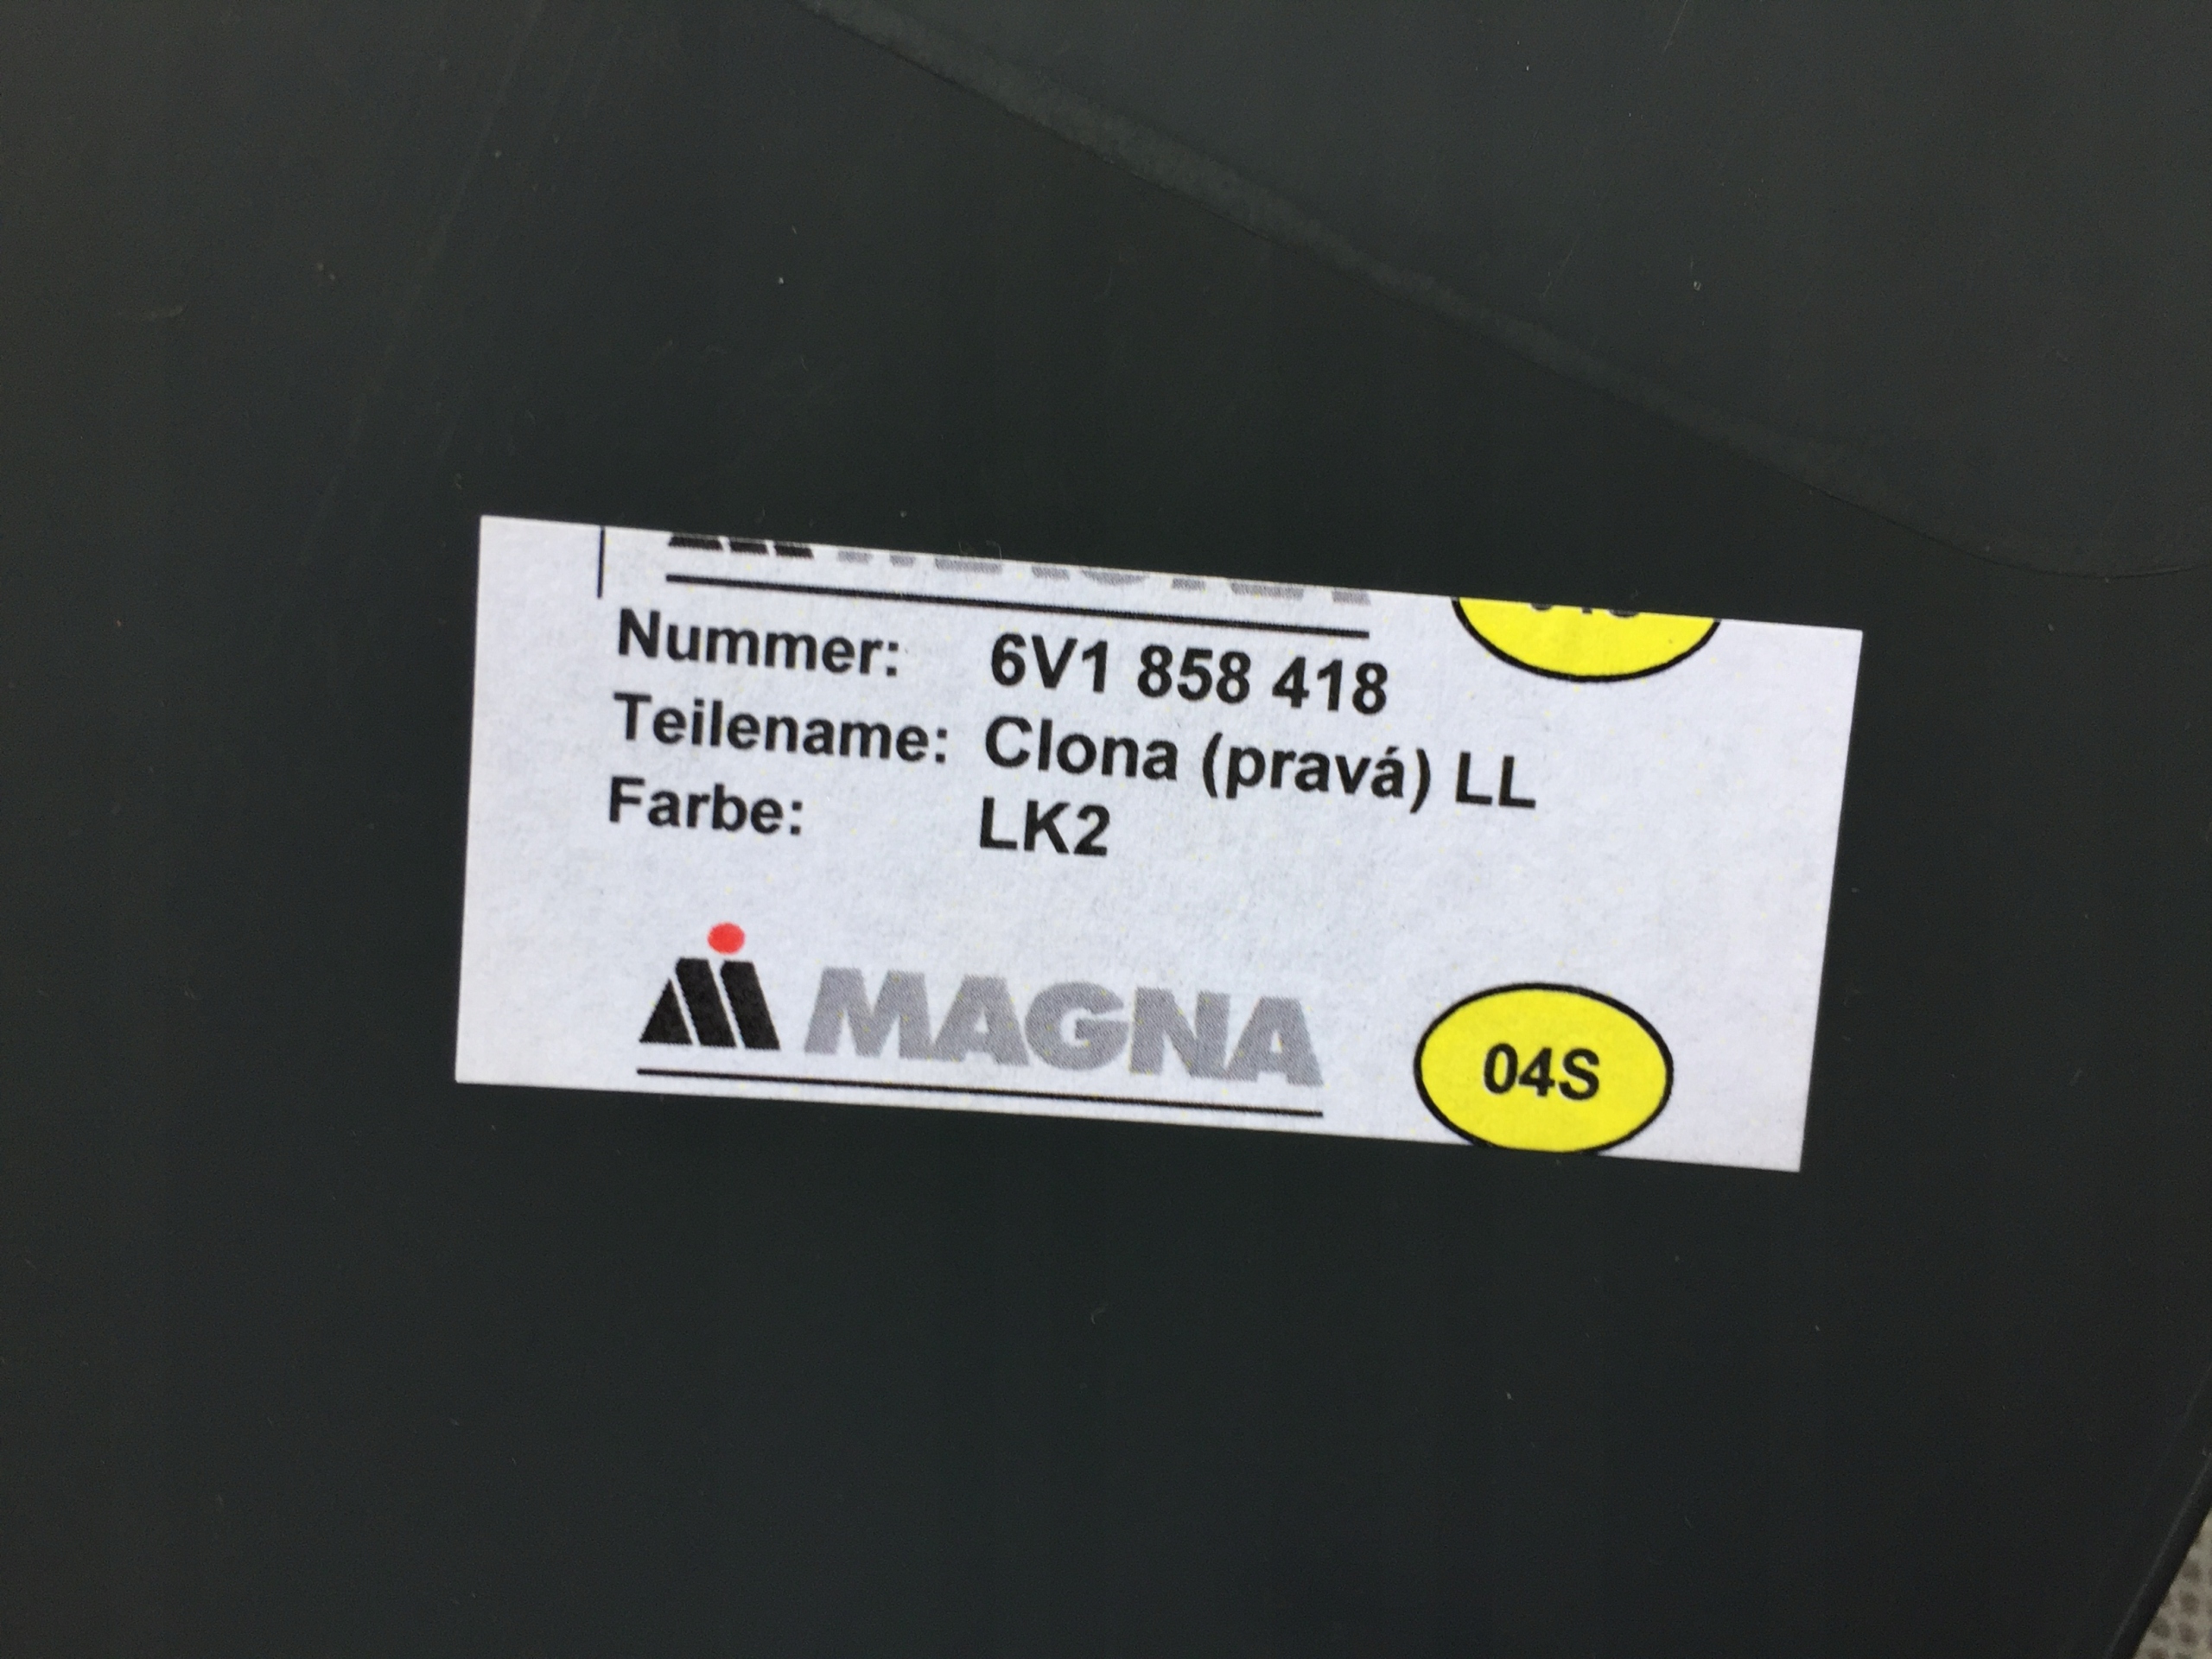 Nummer: 6V1 858 418
Teilename: Clona (pravá) LL
Farbe: LK2
MAGNA
04S